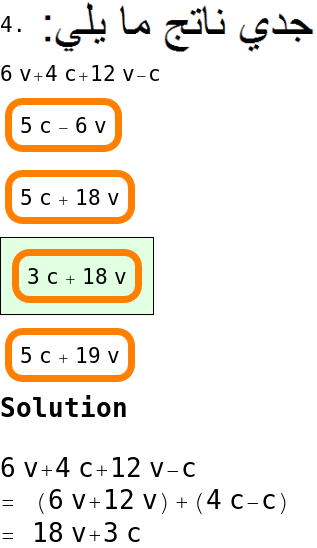 4. جدي ناتج ما يلي:
6 v+4 c+12 v−c
5 c − 6 v
5 c + 18 v
3 c + 18 v
5 c + 19 v
Solution
6 v+4 c+12 v−c
= (6 v+12 v) + (4 c−c)
= 18 v+3 c